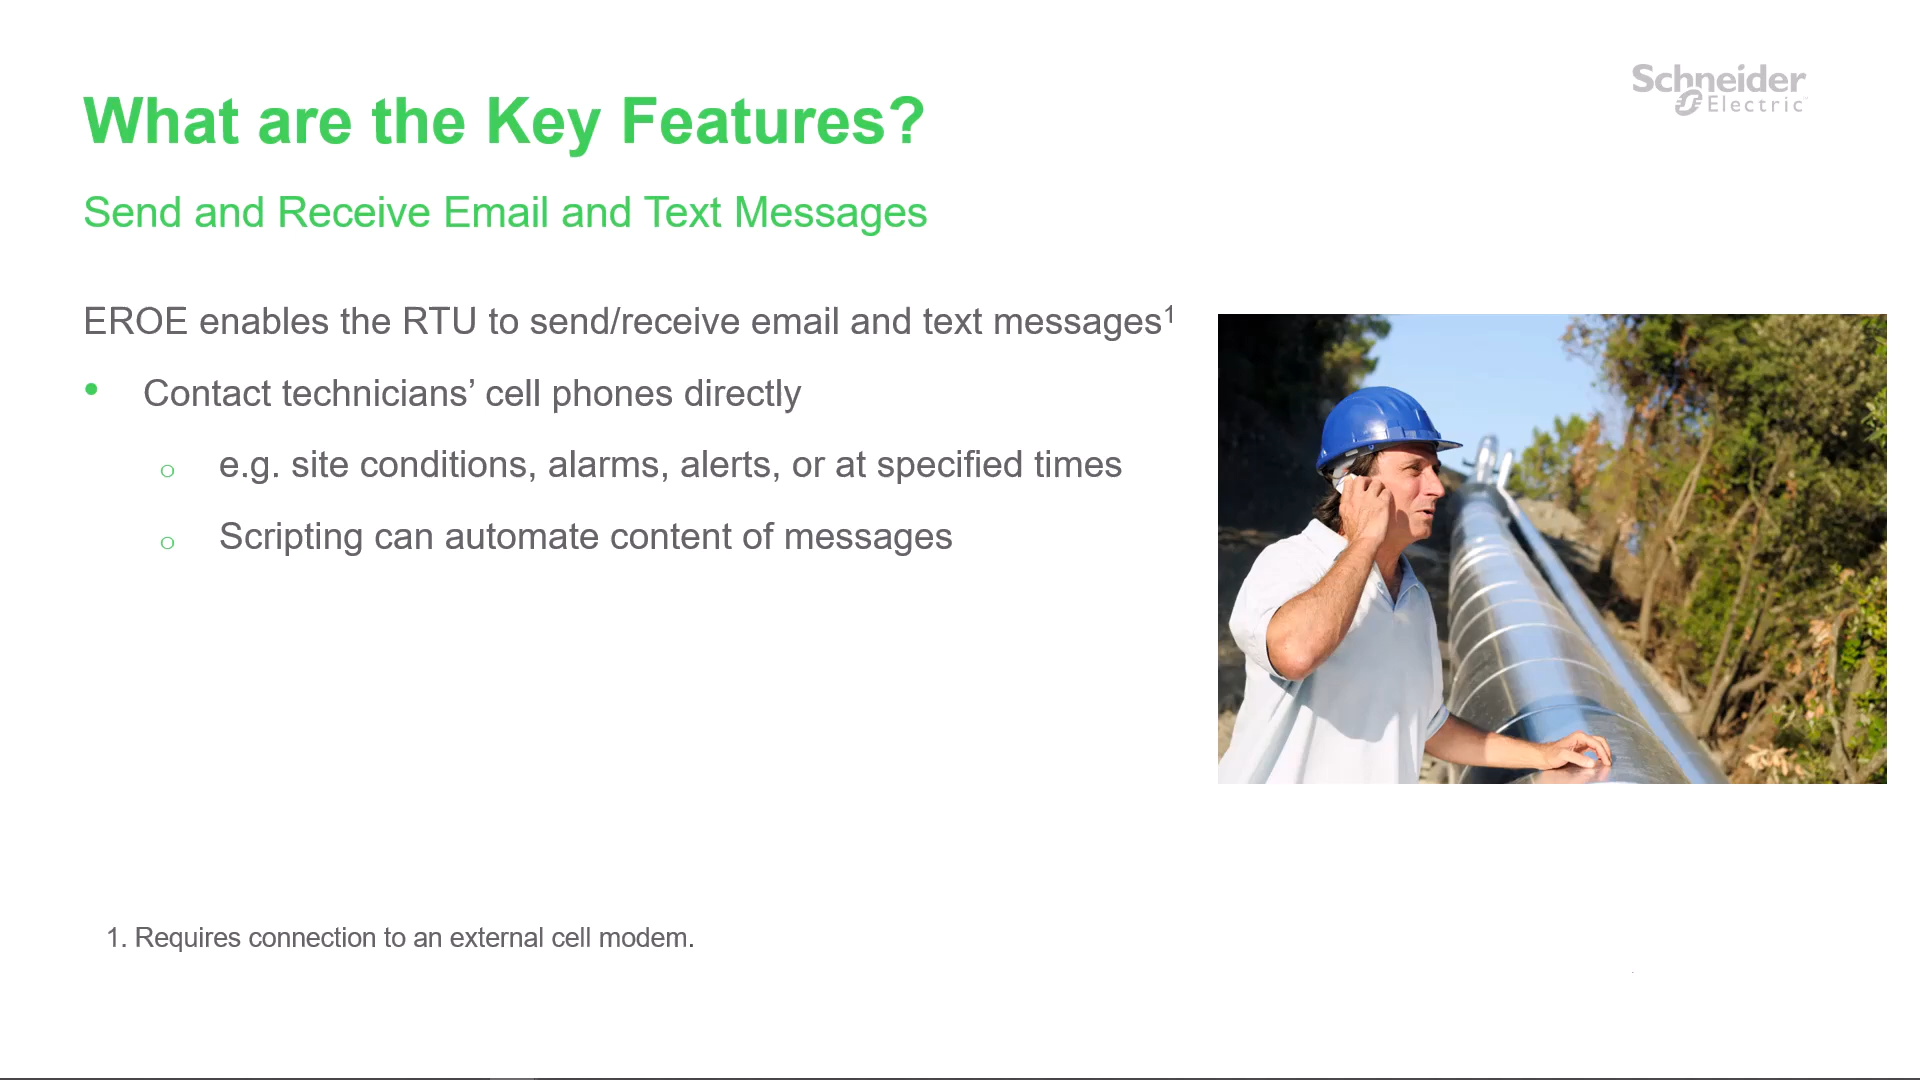 Schneider
Electric
What are the Key Features?
Send and Receive Email and Text Messages
EROE enables the RTU to send/receive email and text messages¹
• Contact technicians’ cell phones directly
o e.g. site conditions, alarms, alerts, or at specified times
o Scripting can automate content of messages
1. Requires connection to an external cell modem.